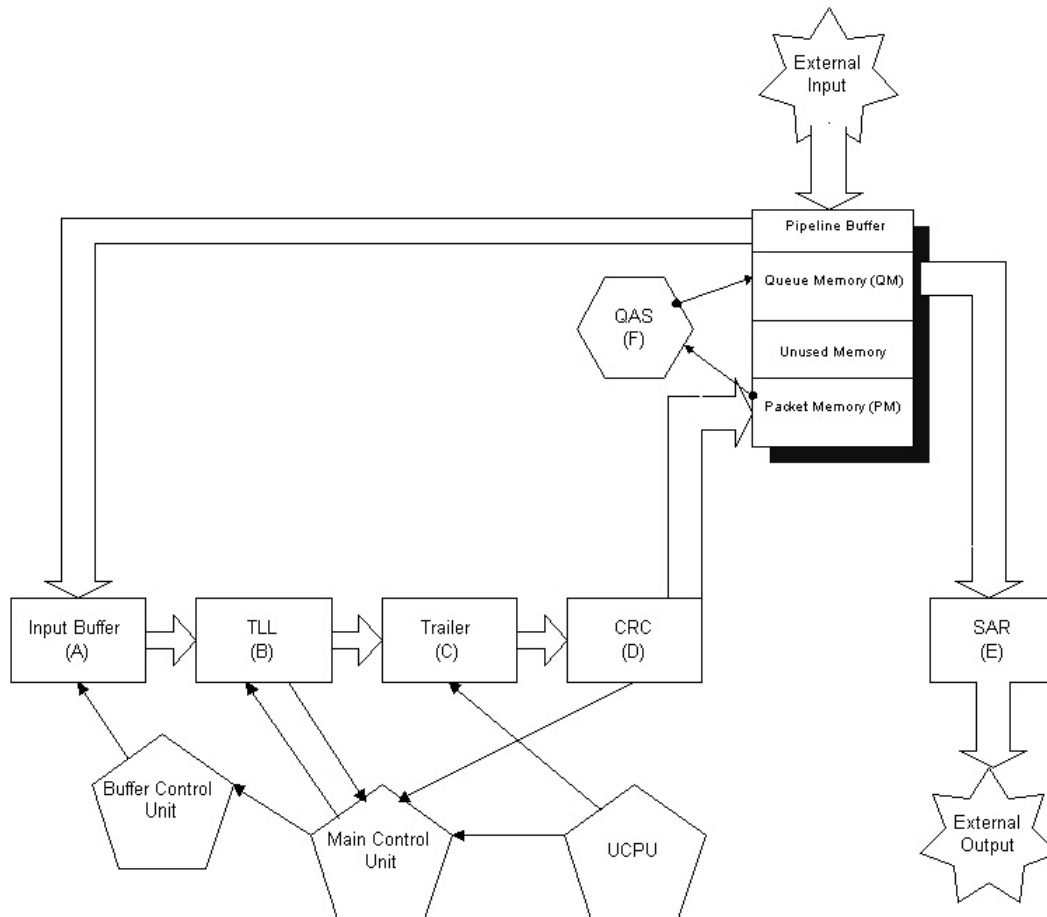 External
Input
Pipeline Buffer
Queue Memory (QM)
QAS
(F)
Unused Memory
Packet Memory (PM)
Input Buffer
(A)
TLL
(B)
Trailer
(C)
CRC
(D)
SAR
(E)
Buffer Control
Unit
Main Control
Unit
UCPU
External
Output